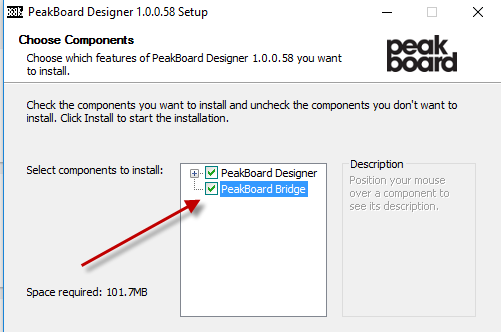 PeakBoard Designer 1.0.0.58 Setup
Choose Components
Choose which features of PeakBoard Designer 1.0.0.58 you want
to install.
peak
board
Check the components you want to install and uncheck the components you don't want to
install. Click Install to start the installation.
Select components to install:
PeakBoard Designer
PeakBoard Bridge
Description
Position your mouse
over a component to
see its description.
Space required: 101.7MB